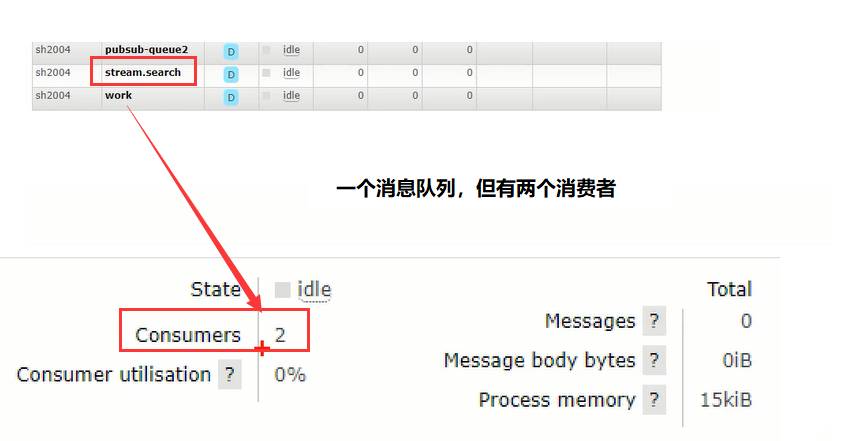 sh2004 pubsub-queue2 D idle 0 0 0
sh2004 stream.search D idle 0 0 0
sh2004 work D idle 0 0 0
一个消息队列，但有两个消费者
State idle
Consumers 2
Consumer utilisation ? 0%
Total
Messages ? 0
Message body bytes ? 0iB
Process memory ? 15kiB